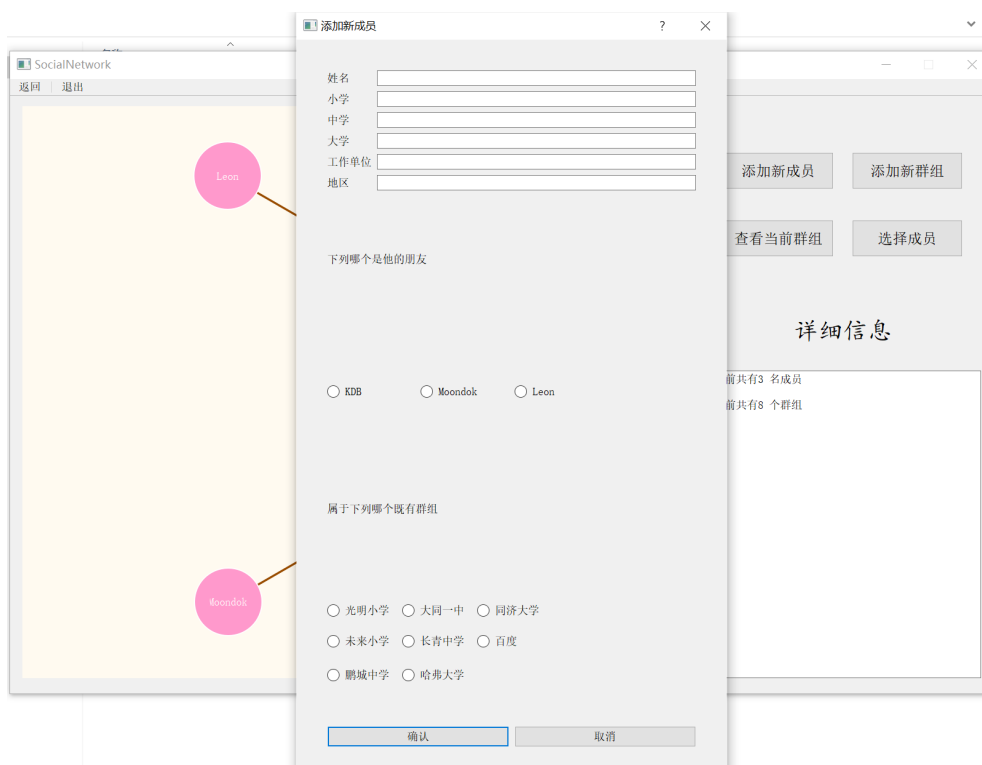 添加新成员
?
SocialNetwork
返回 退出
姓名
小学
中学
大学
工作单位
地区
Leon
添加新成员 添加新群组
查看当前群组 选择成员
下列哪个是他的朋友
详细信息
前共有3 名成员
前共有8 个群组
KDB Moondok Leon
属于下列哪个既有群组
Moondok
光明小学 大同一中 同济大学
未来小学 长青中学 百度
鹏城中学 哈弗大学
确认 取消